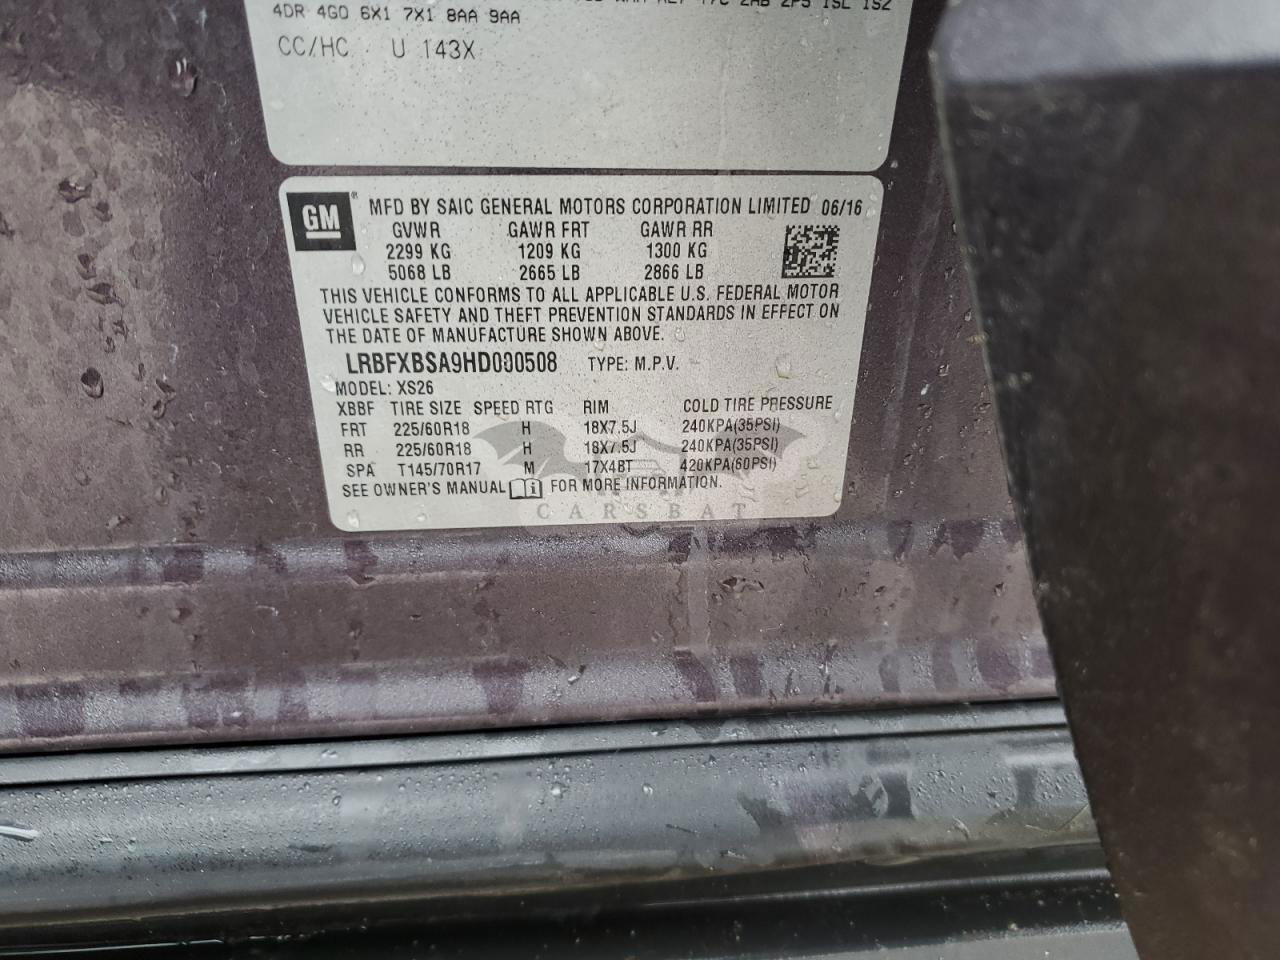 4DR 4G0 6X1 7X1 8AA 9AA
CC/HC U 143X
GM ® MFD BY SAIC GENERAL MOTORS CORPORATION LIMITED 06/16
GVWR GAWR FRT GAWR RR
2299 KG 1209 KG 1300 KG
5068 LB 2665 LB 2866 LB
THIS VEHICLE CONFORMS TO ALL APPLICABLE U.S. FEDERAL MOTOR
VEHICLE SAFETY AND THEFT PREVENTION STANDARDS IN EFFECT ON
THE DATE OF MANUFACTURE SHOWN ABOVE.
LRBFXBSA9HD000508 TYPE: M.P.V.
MODEL: XS26
XBBF TIRE SIZE SPEED RTG RIM COLD TIRE PRESSURE
FRT 225/60R18 H 18X7.5J 240KPA(35PSI)
RR 225/60R18 H 18X7.5J 240KPA(35PSI)
SPA T145/70R17 M 17X4BT 420KPA(60PSI)
SEE OWNER'S MANUAL FOR MORE INFORMATION.
CARSBAT